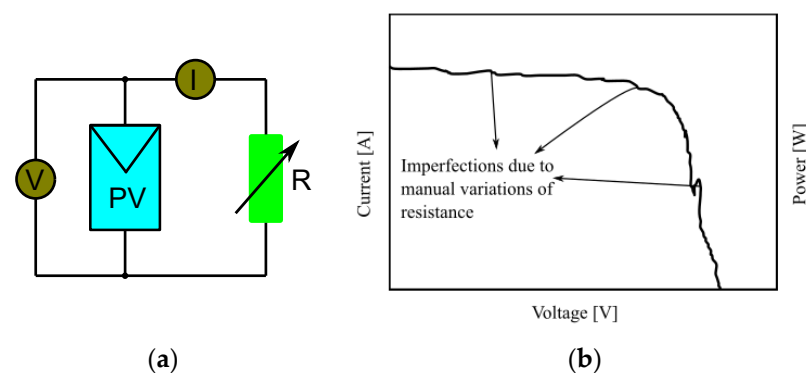 I
V
PV
R
(a)
Current [A]
Imperfections due to
manual variations of
resistance
Power [W]
Voltage [V]
(b)